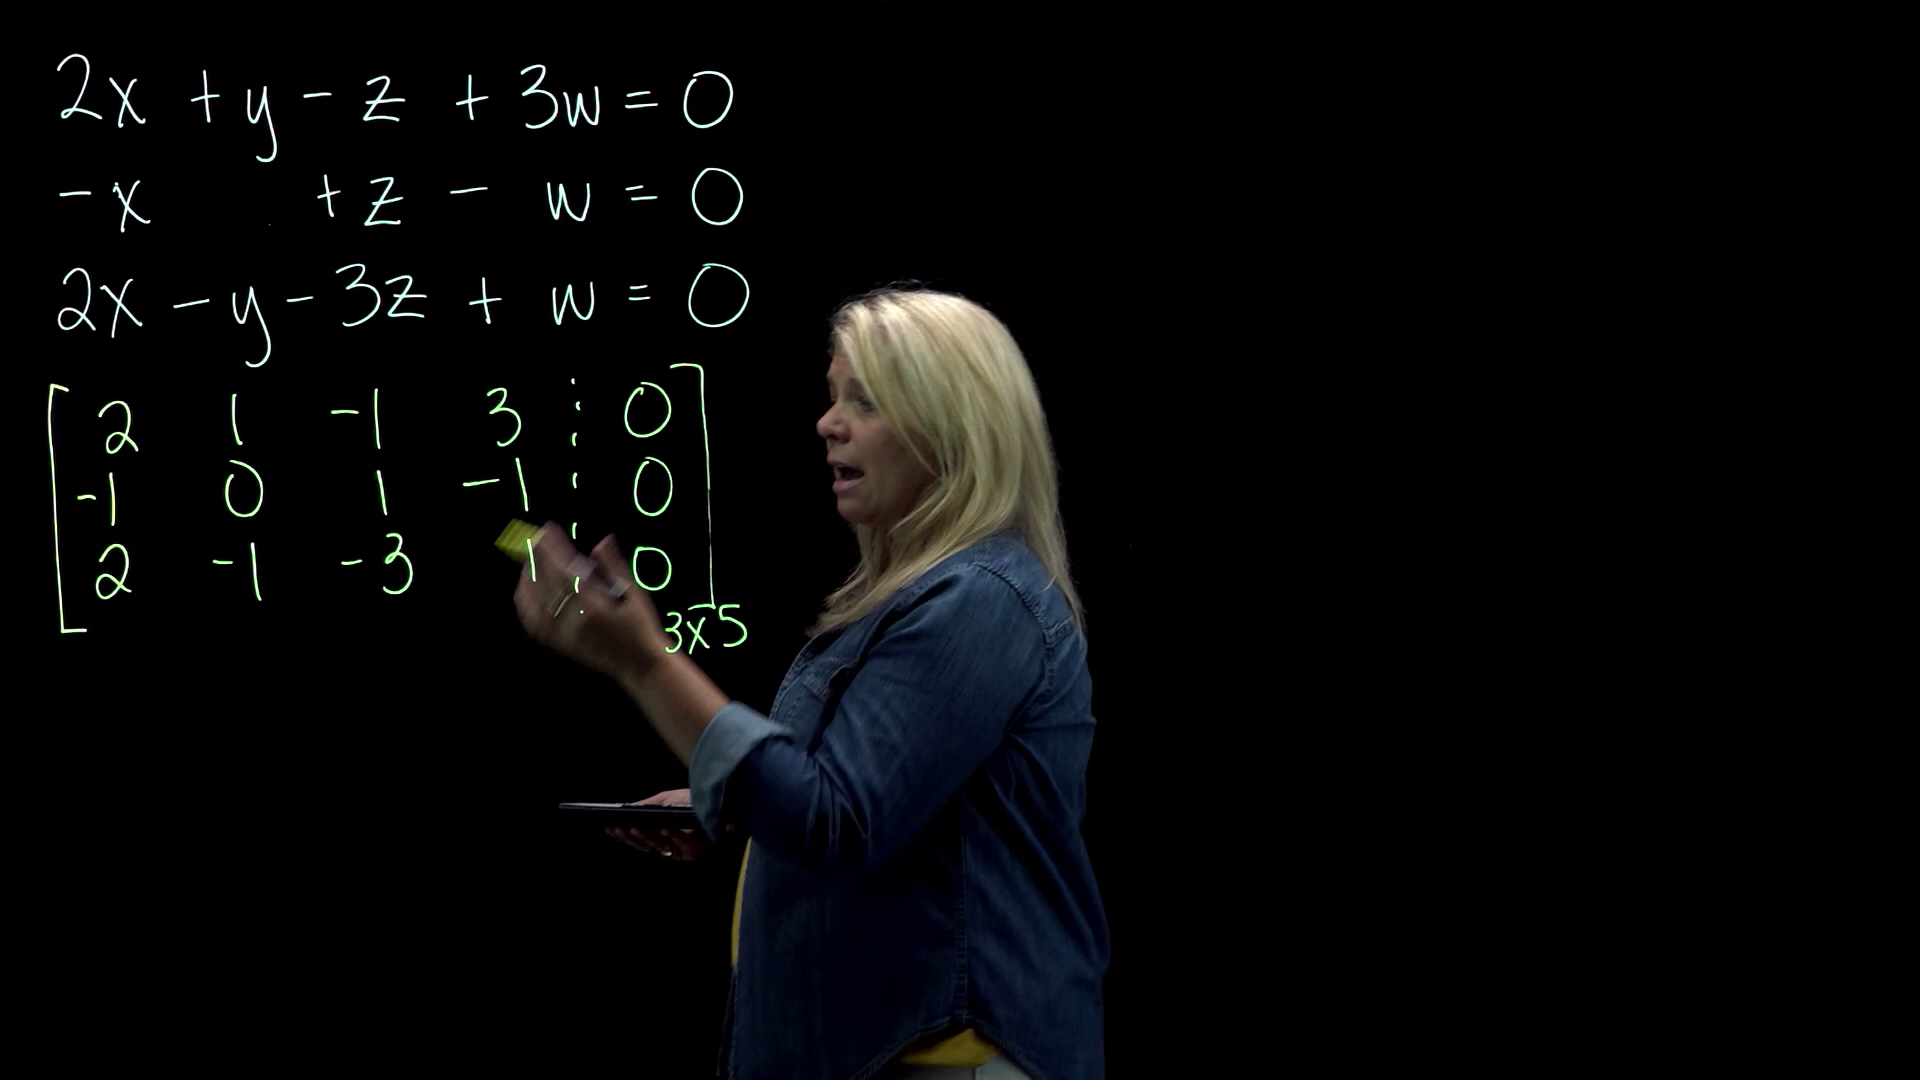 2x + y - z + 3w = 0
-x + z - w = 0
2x - y - 3z + w = 0
2 1 -1 3 0
-1 0 1 -1 0
2 -1 -3 1 0
3x5